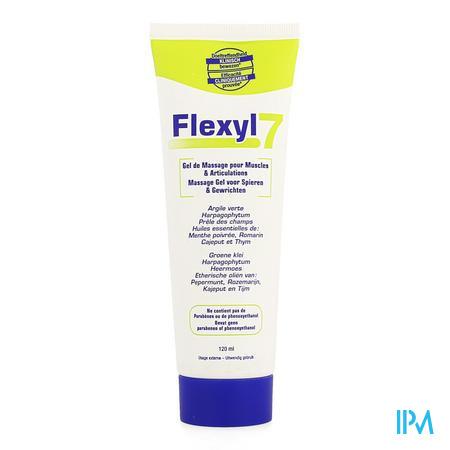 Doeltreffendheid
KLINISCH
bewezen*
Efficacité
CLINIQUEMENT
prouvée*
Flexyl7
Gel de Massage pour Muscles
& Articulations
Massage Gel voor Spieren
& Gewrichten
Argile verte
Harpagophytum
Prêle des champs
Huiles essentielles de:
Menthe poivrée, Romarin
Cajeput et Thym
Groene klei
Harpagophytum
Heermoes
Etherische oliën van:
Pepermunt, Rozemarijn,
Kajeput en Tijm
Ne contient pas de
Parabènes ou de phenoxyethanol
Bevat geen
parabenen of phenoxyethanol
120 ml
Usage externe - Uitwendig gebruik
IPM